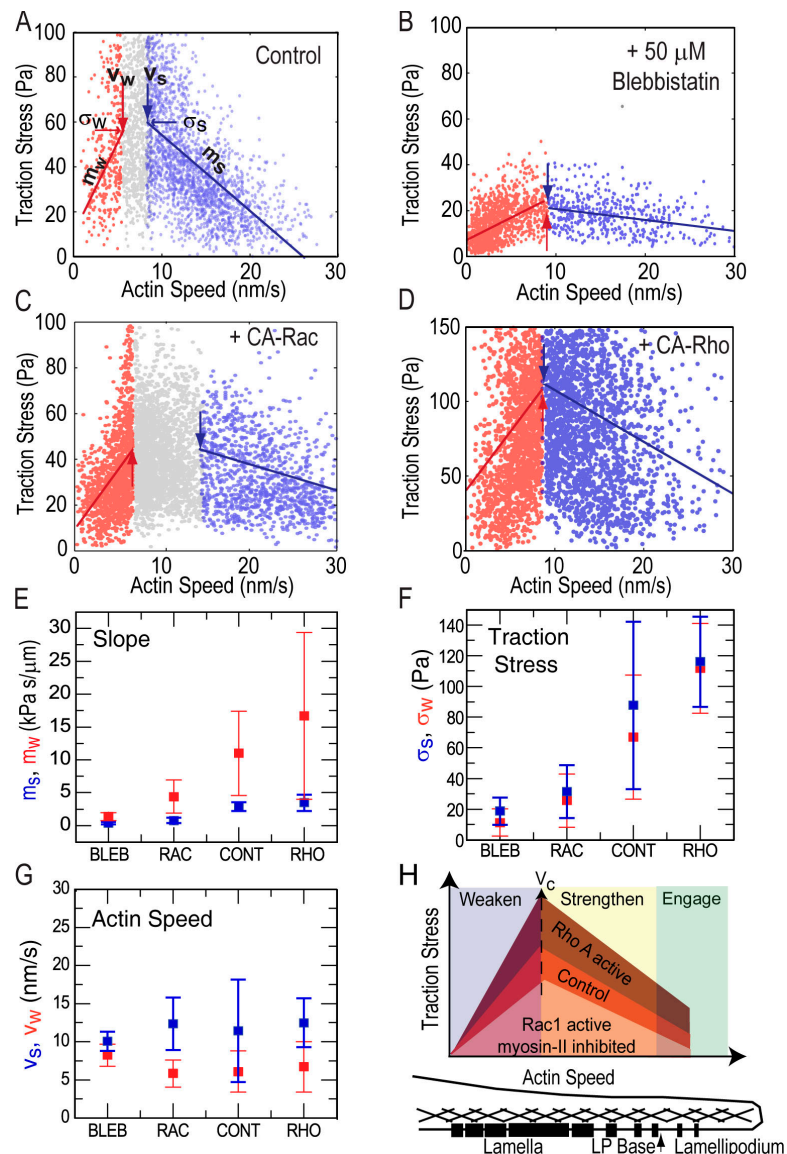 A
Control
Traction Stress (Pa)
100
80
60
40
20
0
vw
vs
σw
σs
mw
ms
0 10 20 30
Actin Speed (nm/s)
B
+ 50 μM
Blebbistatin
Traction Stress (Pa)
100
80
60
40
20
0
0 10 20 30
Actin Speed (nm/s)
C
+ CA-Rac
Traction Stress (Pa)
100
80
60
40
20
0
0 10 20 30
Actin Speed (nm/s)
D
+ CA-Rho
Traction Stress (Pa)
150
100
50
0
0 10 20 30
Actin Speed (nm/s)
E
Slope
ms, mw (kPa s/μm)
30
25
20
15
10
5
0
BLEB RAC CONT RHO
F
Traction
Stress
σs, σw (Pa)
140
120
100
80
60
40
20
0
BLEB RAC CONT RHO
G
Actin Speed
vs, vw (nm/s)
30
25
20
15
10
5
0
BLEB RAC CONT RHO
H
Vc
Weaken Strengthen Engage
Traction Stress
Rho A active
Control
Rac1 active
myosin-II inhibited
Actin Speed
Lamella LP Base Lamellipodium